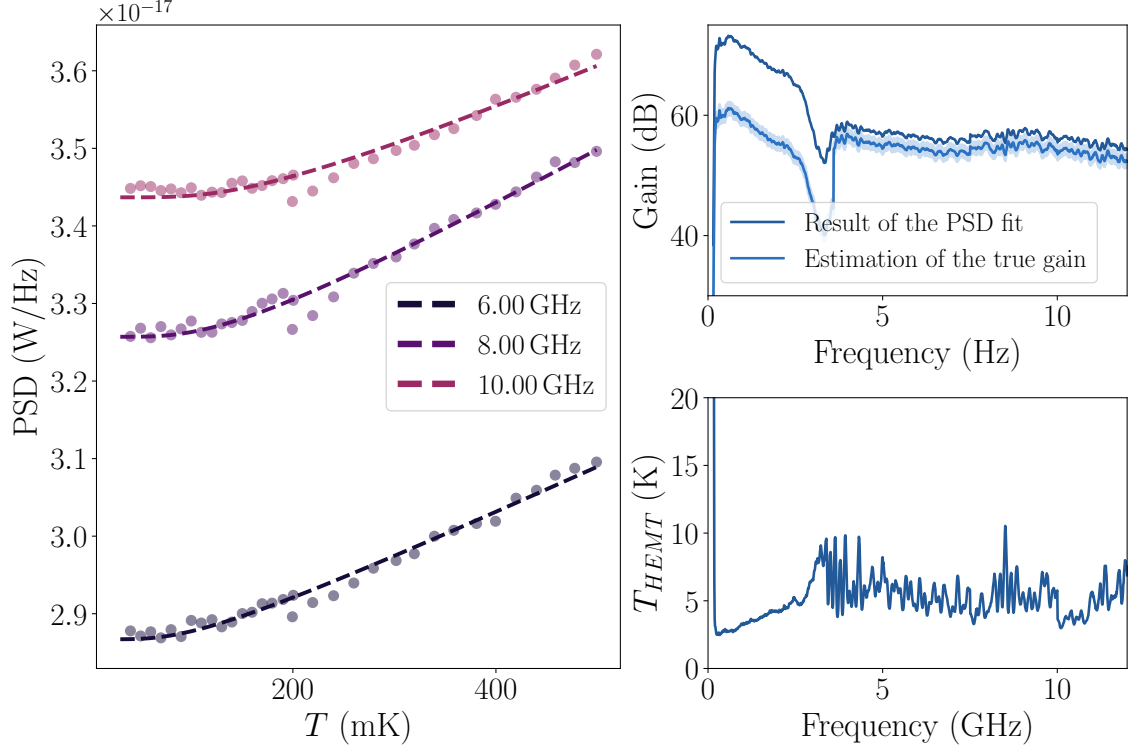 ×10⁻¹⁷
3.6
3.5
3.4
3.3
3.2
3.1
3.0
2.9
PSD (W/Hz)
200
400
T (mK)
6.00 GHz
8.00 GHz
10.00 GHz
60
40
Gain (dB)
Result of the PSD fit
Estimation of the true gain
0
5
10
Frequency (Hz)
20
15
10
5
0
T_HEMT (K)
0
5
10
Frequency (GHz)